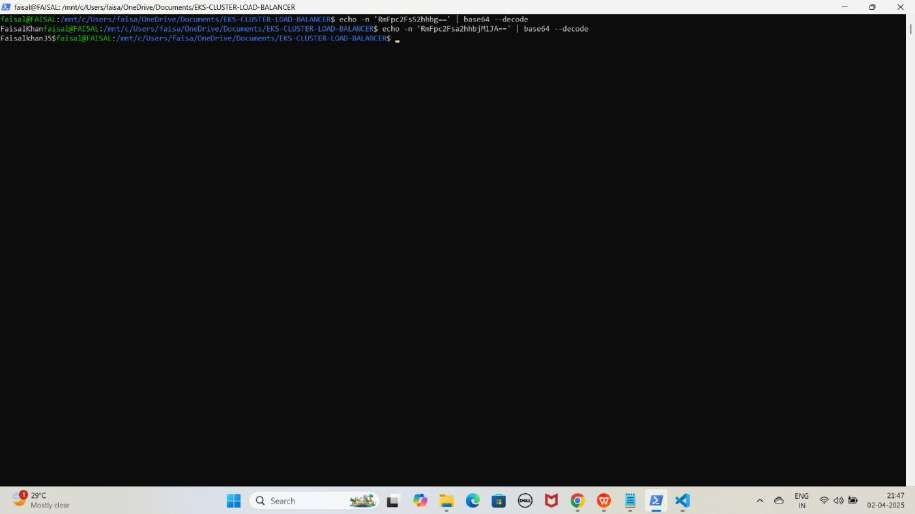 faisal@FAISAL: /mnt/c/Users/faisa/OneDrive/Documents/EKS-CLUSTER-LOAD-BALANCER
faisal@FAISAL:/mnt/c/Users/faisa/OneDrive/Documents/EKS-CLUSTER-LOAD-BALANCER$ echo -n 'RmFpc2FsS2hhbg==' | base64 --decode
FaisalKhanfaisal@FAISAL:/mnt/c/Users/faisa/OneDrive/Documents/EKS-CLUSTER-LOAD-BALANCER$ echo -n 'RmFpc2Fsa2hhbjM1JA==' | base64 --decode
Faisalkhan35$faisal@FAISAL:/mnt/c/Users/faisa/OneDrive/Documents/EKS-CLUSTER-LOAD-BALANCER$
1
29°C
Mostly clear
Search
DELL
ENG
IN
21:47
02-04-2025